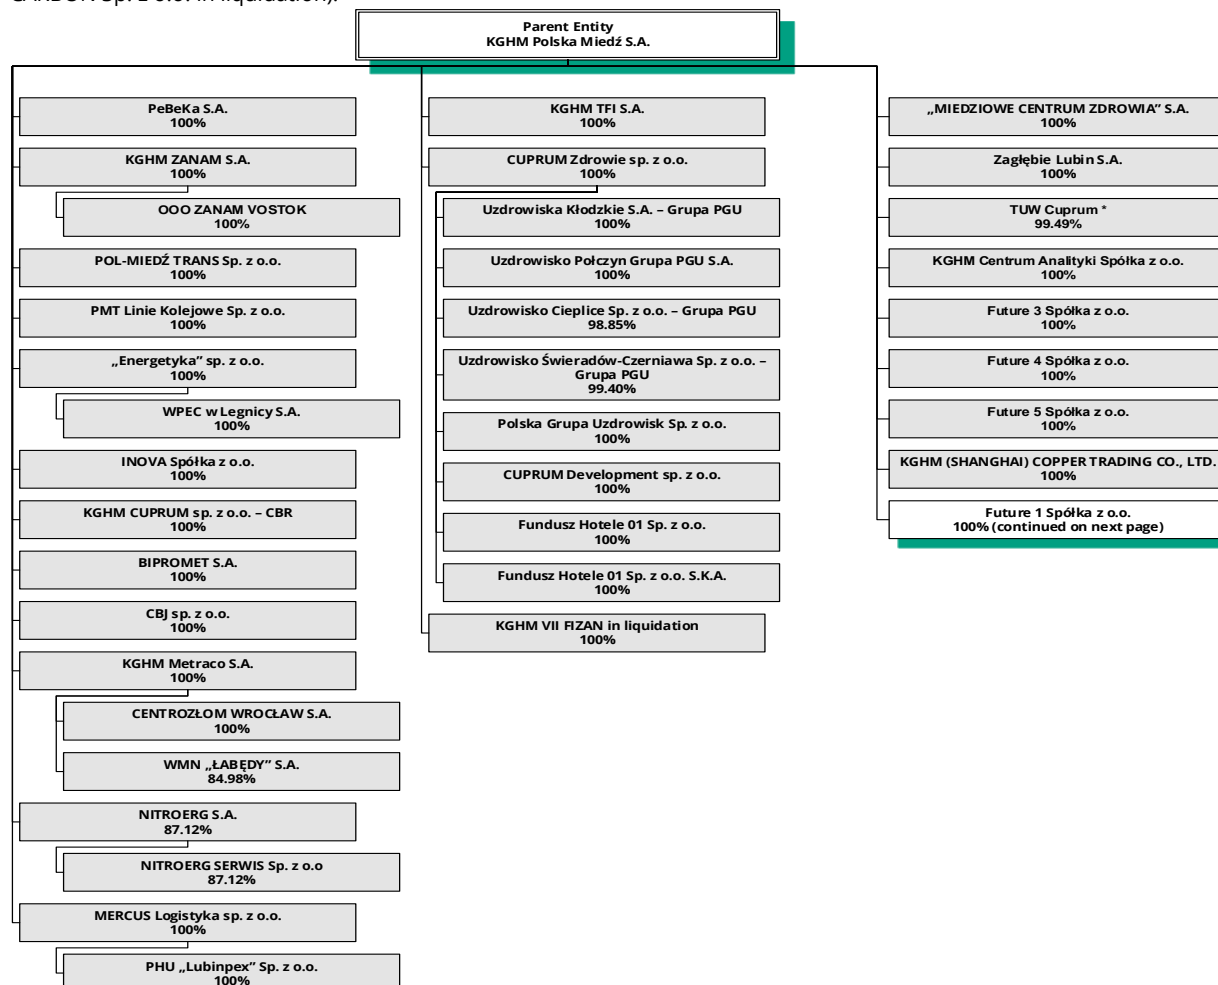 CARBON Sp. z o.o. in liquidation).
Parent Entity
KGHM Polska Miedź S.A.
PeBeKa S.A.
100%
KGHM ZANAM S.A.
100%
OOO ZANAM VOSTOK
100%
POL-MIEDŹ TRANS Sp. z o.o.
100%
PMT Linie Kolejowe Sp. z o.o.
100%
„Energetyka” sp. z o.o.
100%
WPEC w Legnicy S.A.
100%
INOVA Spółka z o.o.
100%
KGHM CUPRUM sp. z o.o. – CBR
100%
BIPROMET S.A.
100%
CBJ sp. z o.o.
100%
KGHM Metraco S.A.
100%
CENTROZŁOM WROCŁAW S.A.
100%
WMN „ŁABĘDY” S.A.
84.98%
NITROERG S.A.
87.12%
NITROERG SERWIS Sp. z o.o
87.12%
MERCUS Logistyka sp. z o.o.
100%
PHU „Lubinpex” Sp. z o.o.
100%
KGHM TFI S.A.
100%
CUPRUM Zdrowie sp. z o.o.
100%
Uzdrowiska Kłodzkie S.A. – Grupa PGU
100%
Uzdrowisko Połczyn Grupa PGU S.A.
100%
Uzdrowisko Cieplice Sp. z o.o. – Grupa PGU
98.85%
Uzdrowisko Świeradów-Czerniawa Sp. z o.o. –
Grupa PGU
99.40%
Polska Grupa Uzdrowisk Sp. z o.o.
100%
CUPRUM Development sp. z o.o.
100%
Fundusz Hotele 01 Sp. z o.o.
100%
Fundusz Hotele 01 Sp. z o.o. S.K.A.
100%
KGHM VII FIZAN in liquidation
100%
„MIEDZIOWE CENTRUM ZDROWIA” S.A.
100%
Zagłębie Lubin S.A.
100%
TUW Cuprum *
99.49%
KGHM Centrum Analityki Spółka z o.o.
100%
Future 3 Spółka z o.o.
100%
Future 4 Spółka z o.o.
100%
Future 5 Spółka z o.o.
100%
KGHM (SHANGHAI) COPPER TRADING CO., LTD.
100%
Future 1 Spółka z o.o.
100% (continued on next page)